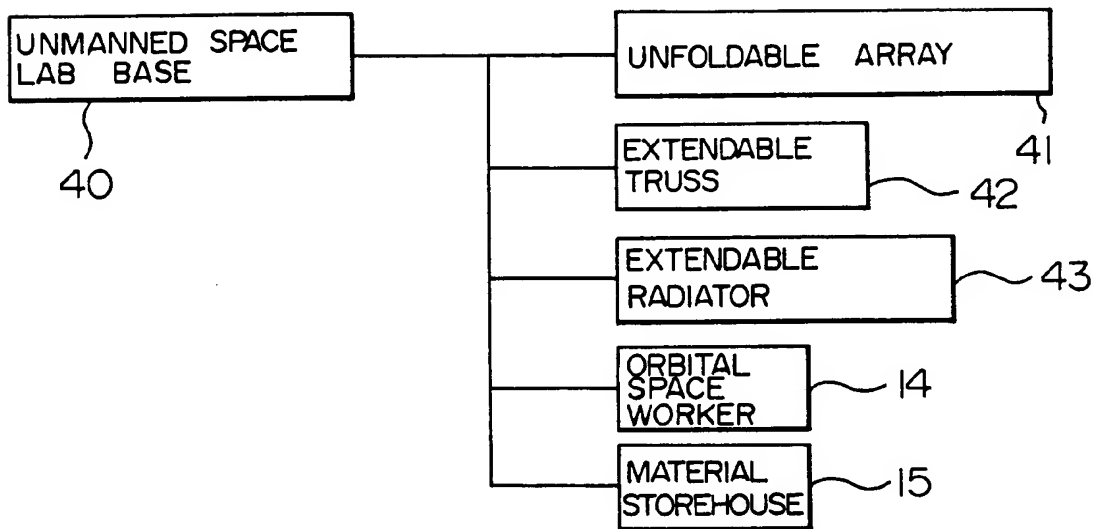 UNMANNED SPACE
LAB BASE
40
UNFOLDABLE ARRAY
41
EXTENDABLE
TRUSS
42
EXTENDABLE
RADIATOR
43
ORBITAL
SPACE
WORKER
14
MATERIAL
STOREHOUSE
15